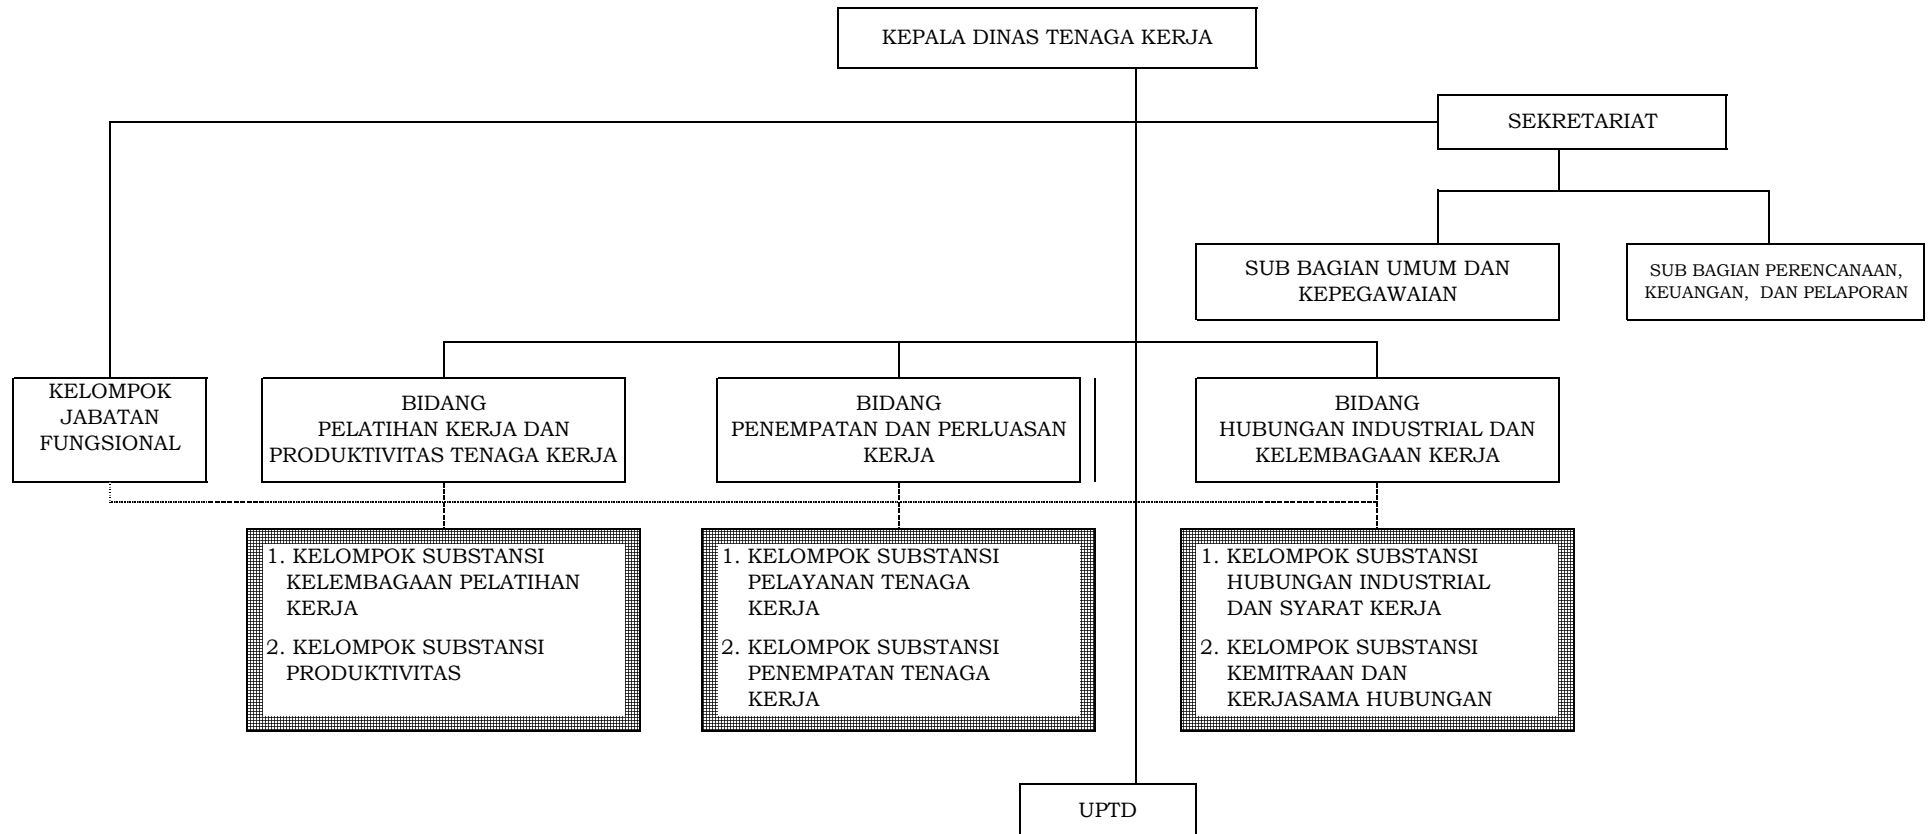 KEPALA DINAS TENAGA KERJA
SEKRETARIAT
SUB BAGIAN UMUM DAN
KEPEGAWAIAN
SUB BAGIAN PERENCANAAN,
KEUANGAN, DAN PELAPORAN
KELOMPOK
JABATAN
FUNGSIONAL
BIDANG
PELATIHAN KERJA DAN
PRODUKTIVITAS TENAGA KERJA
BIDANG
PENEMPATAN DAN PERLUASAN
KERJA
BIDANG
HUBUNGAN INDUSTRIAL DAN
KELEMBAGAAN KERJA
1. KELOMPOK SUBSTANSI
KELEMBAGAAN PELATIHAN
KERJA
2. KELOMPOK SUBSTANSI
PRODUKTIVITAS
1. KELOMPOK SUBSTANSI
PELAYANAN TENAGA
KERJA
2. KELOMPOK SUBSTANSI
PENEMPATAN TENAGA
KERJA
1. KELOMPOK SUBSTANSI
HUBUNGAN INDUSTRIAL
DAN SYARAT KERJA
2. KELOMPOK SUBSTANSI
KEMITRAAN DAN
KERJASAMA HUBUNGAN
UPTD